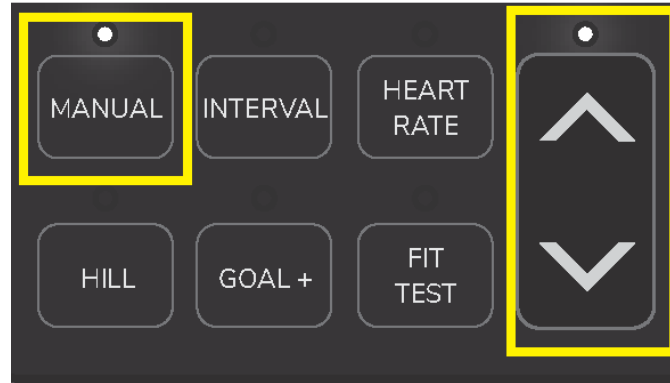 MANUAL
INTERVAL
HEART
RATE
HILL
GOAL +
FIT
TEST